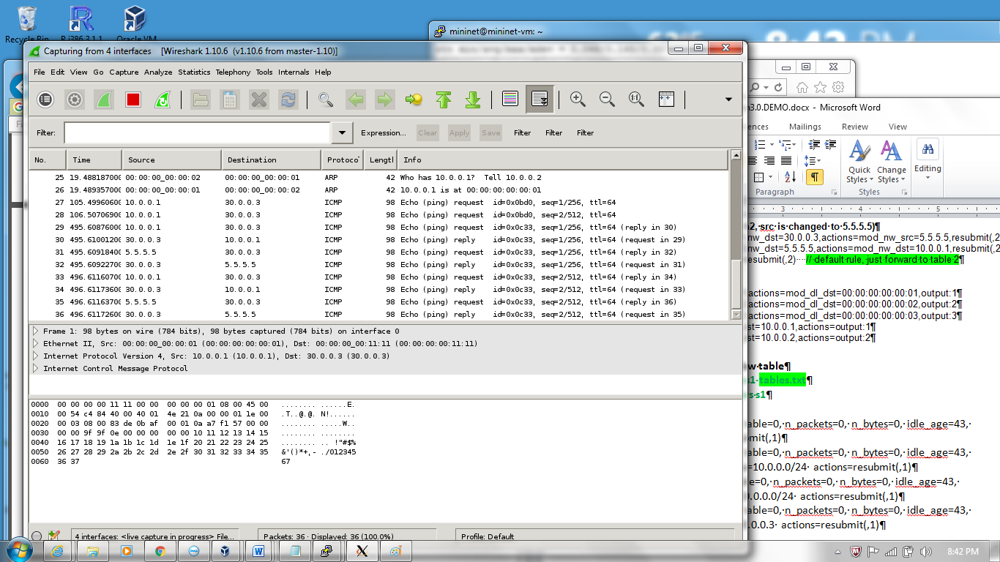 Recycle Bin
R i386 3.1.1
Oracle VM
mininet@mininet-vm: ~
Capturing from 4 interfaces [Wireshark 1.10.6 (v1.10.6 from master-1.10)]
File Edit View Go Capture Analyze Statistics Telephony Tools Internals Help
Filter: Expression... Clear Apply Save Filter Filter Filter
No. Time Source Destination Protocol Length Info
25 19.488187000 00:00:00_00:00:02 00:00:00_00:00:01 ARP 42 Who has 10.0.0.1? Tell 10.0.0.2
26 19.489357000 00:00:00_00:00:01 00:00:00_00:00:02 ARP 42 10.0.0.1 is at 00:00:00:00:00:01
27 105.49960600 10.0.0.1 30.0.0.3 ICMP 98 Echo (ping) request id=0x0bd0, seq=1/256, ttl=64
28 106.50706900 10.0.0.1 30.0.0.3 ICMP 98 Echo (ping) request id=0x0bd0, seq=2/512, ttl=64
29 495.60876000 10.0.0.1 30.0.0.3 ICMP 98 Echo (ping) request id=0x0c33, seq=1/256, ttl=64 (reply in 30)
30 495.61001200 30.0.0.3 10.0.0.1 ICMP 98 Echo (ping) reply id=0x0c33, seq=1/256, ttl=64 (request in 29)
31 495.60918400 5.5.5.5 30.0.0.3 ICMP 98 Echo (ping) request id=0x0c33, seq=1/256, ttl=64 (reply in 32)
32 495.60922700 30.0.0.3 5.5.5.5 ICMP 98 Echo (ping) reply id=0x0c33, seq=1/256, ttl=64 (request in 31)
33 496.61160700 10.0.0.1 30.0.0.3 ICMP 98 Echo (ping) request id=0x0c33, seq=2/512, ttl=64 (reply in 34)
34 496.61173600 30.0.0.3 10.0.0.1 ICMP 98 Echo (ping) reply id=0x0c33, seq=2/512, ttl=64 (request in 33)
35 496.61163700 5.5.5.5 30.0.0.3 ICMP 98 Echo (ping) request id=0x0c33, seq=2/512, ttl=64 (reply in 36)
36 496.61172600 30.0.0.3 5.5.5.5 ICMP 98 Echo (ping) reply id=0x0c33, seq=2/512, ttl=64 (request in 35)
Frame 1: 98 bytes on wire (784 bits), 98 bytes captured (784 bits) on interface 0
Ethernet II, Src: 00:00:00_00:00:01 (00:00:00:00:00:01), Dst: 00:00:00_00:11:11 (00:00:00:00:11:11)
Internet Protocol Version 4, Src: 10.0.0.1 (10.0.0.1), Dst: 30.0.0.3 (30.0.0.3)
Internet Control Message Protocol
0000 00 00 00 00 11 11 00 00 00 00 00 01 08 00 45 00 ........ ......E.
0010 00 54 c4 84 40 00 40 01 4e 21 0a 00 00 01 1e 00 .T..@.@. N!......
0020 00 03 08 00 83 de 0b af 00 01 0a a7 f1 57 00 00 ........ .....W..
0030 00 00 9f 9f 0e 00 00 00 00 00 10 11 12 13 14 15 ........ ........
0040 16 17 18 19 1a 1b 1c 1d 1e 1f 20 21 22 23 24 25 ........ .. !"#$%
0050 26 27 28 29 2a 2b 2c 2d 2e 2f 30 31 32 33 34 35 &'()*+,- ./012345
0060 36 37 67
4 interfaces: <live capture in progress> File... Packets: 36 · Displayed: 36 (100.0%) Profile: Default
n3.0.DEMO.docx - Microsoft Word
ences Mailings Review View
Quick Styles Change Styles Editing
Paragraph Styles
3 4 5 6
2, src is changed to 5.5.5.5)¶
nw_dst=30.0.0.3,actions=mod_nw_src=5.5.5.5,resubmit(,2
nw_dst=5.5.5.5,actions=mod_nw_dst=10.0.0.1,resubmit(,2
resubmit(,2)····// default rule, just forward to table 2¶
,actions=mod_dl_dst=00:00:00:00:00:01,output:1¶
,actions=mod_dl_dst=00:00:00:00:00:02,output:2¶
,actions=mod_dl_dst=00:00:00:00:00:03,output:3¶
st=10.0.0.1,actions=output:1¶
st=10.0.0.2,actions=output:2¶
w·table¶
s1·tables.txt¶
s·s1¶
able=0,·n_packets=0,·n_bytes=0,·idle_age=43,·
mit(,1)¶
able=0,·n_packets=0,·n_bytes=0,·idle_age=43,·
=10.0.0.0/24· actions=resubmit(,1)¶
e=0,·n_packets=0,·n_bytes=0,·idle_age=43,·
0.0.0.0/24· actions=resubmit(,1)¶
able=0,·n_packets=0,·n_bytes=0,·idle_age=43,·
.0.0.3· actions=resubmit(,1)¶
8:42 PM